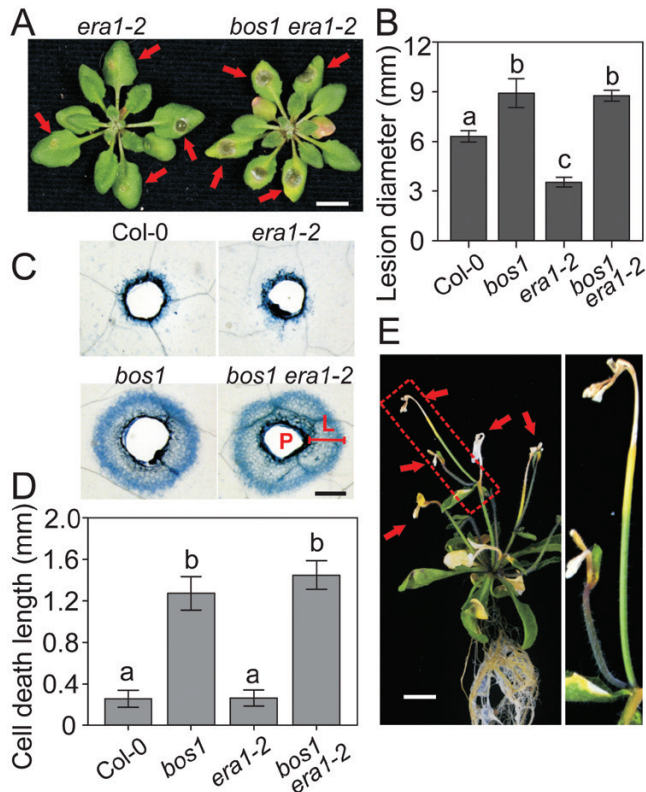 A
era1-2
bos1 era1-2
B
Lesion diameter (mm)
12
9
6
3
0
a
b
c
b
Col-0
bos1
era1-2
bos1
era1-2
C
Col-0
era1-2
bos1
bos1 era1-2
P
L
D
Cell death length (mm)
2.0
1.6
1.2
0.8
0.4
0
a
b
a
b
Col-0
bos1
era1-2
bos1
era1-2
E